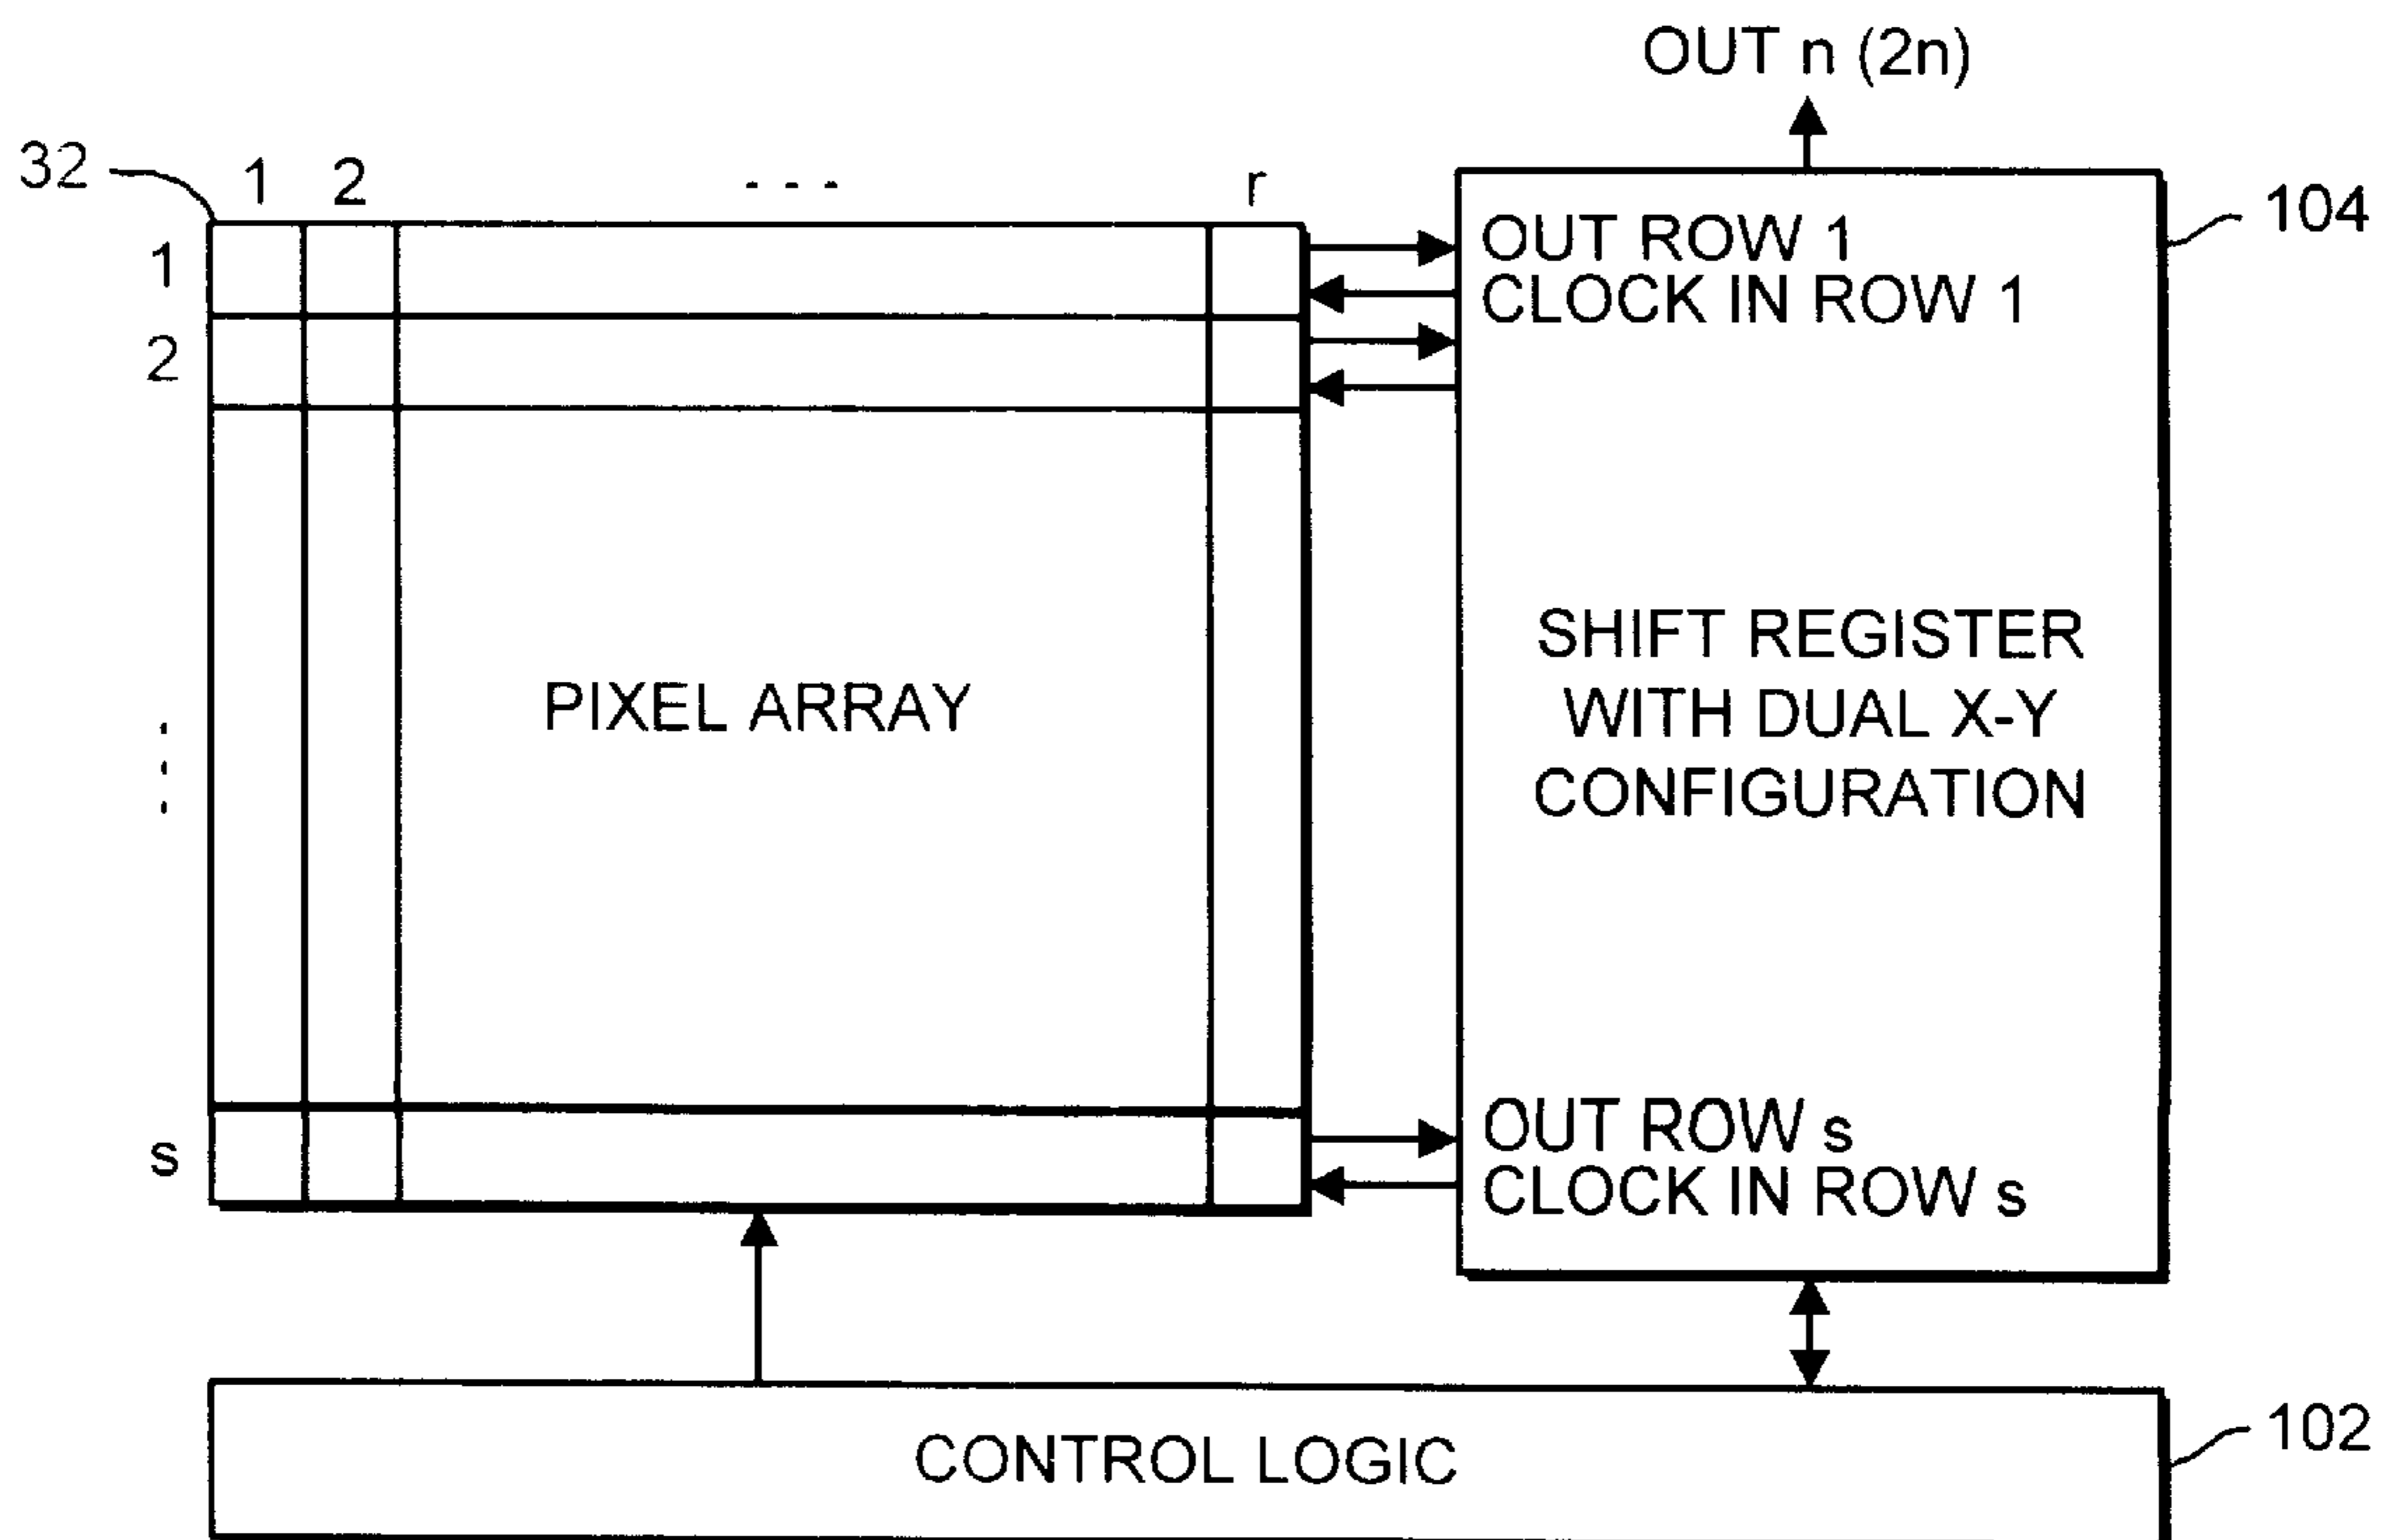 OUT n (2n)
32
1 2 - - - r
1
2
OUT ROW 1
CLOCK IN ROW 1
104
PIXEL ARRAY
SHIFT REGISTER
WITH DUAL X-Y
CONFIGURATION
s
OUT ROW s
CLOCK IN ROW s
CONTROL LOGIC
102